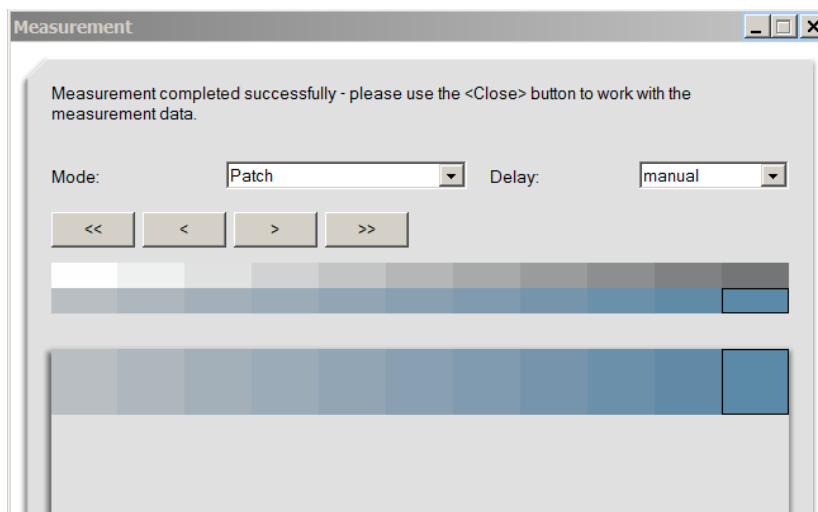 Measurement
Measurement completed successfully - please use the <Close> button to work with the
measurement data.
Mode: Patch Delay: manual
<< < > >>